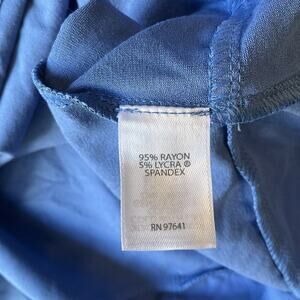 95% RAYON
5% LYCRA ®
SPANDEX
RN 97641